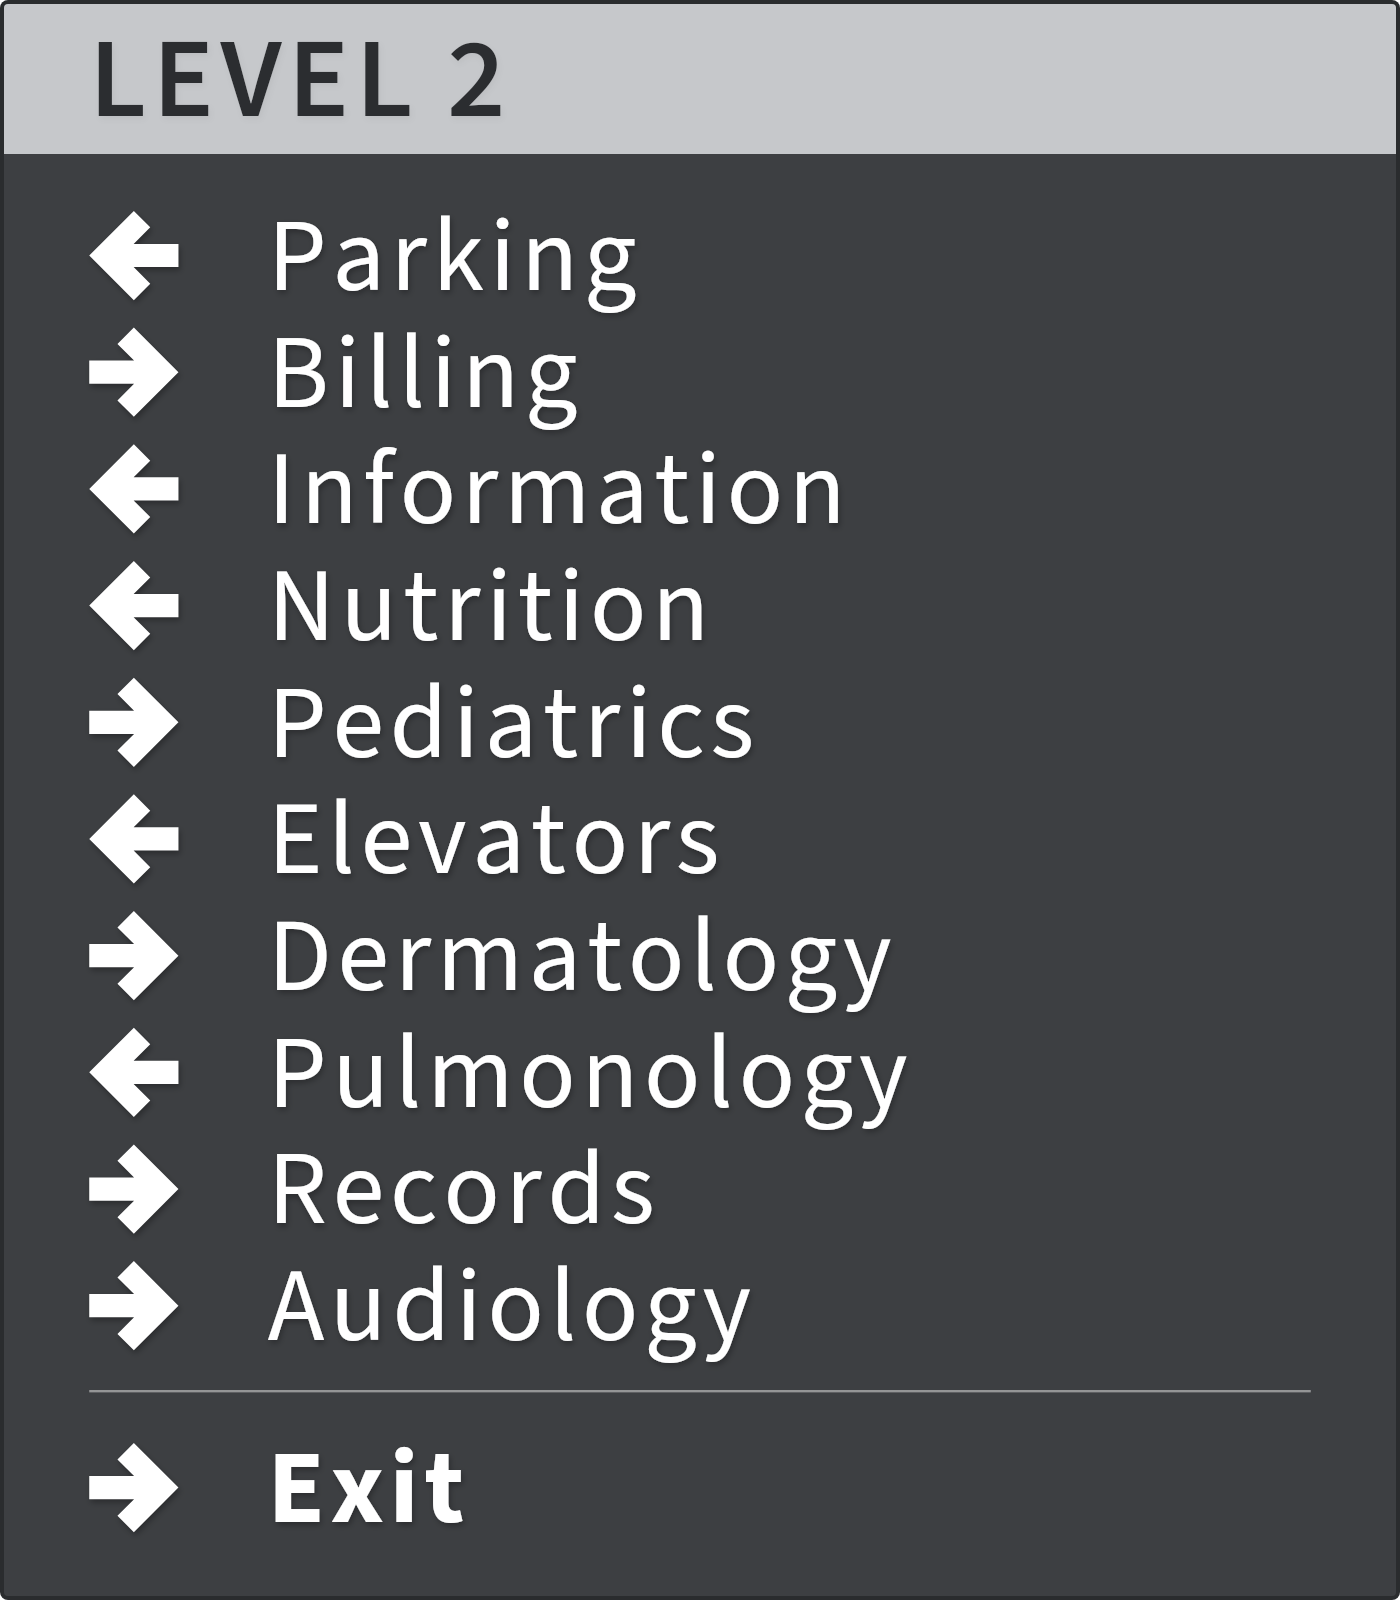 LEVEL 2
← Parking
→ Billing
← Information
← Nutrition
→ Pediatrics
← Elevators
→ Dermatology
← Pulmonology
→ Records
→ Audiology
→ Exit